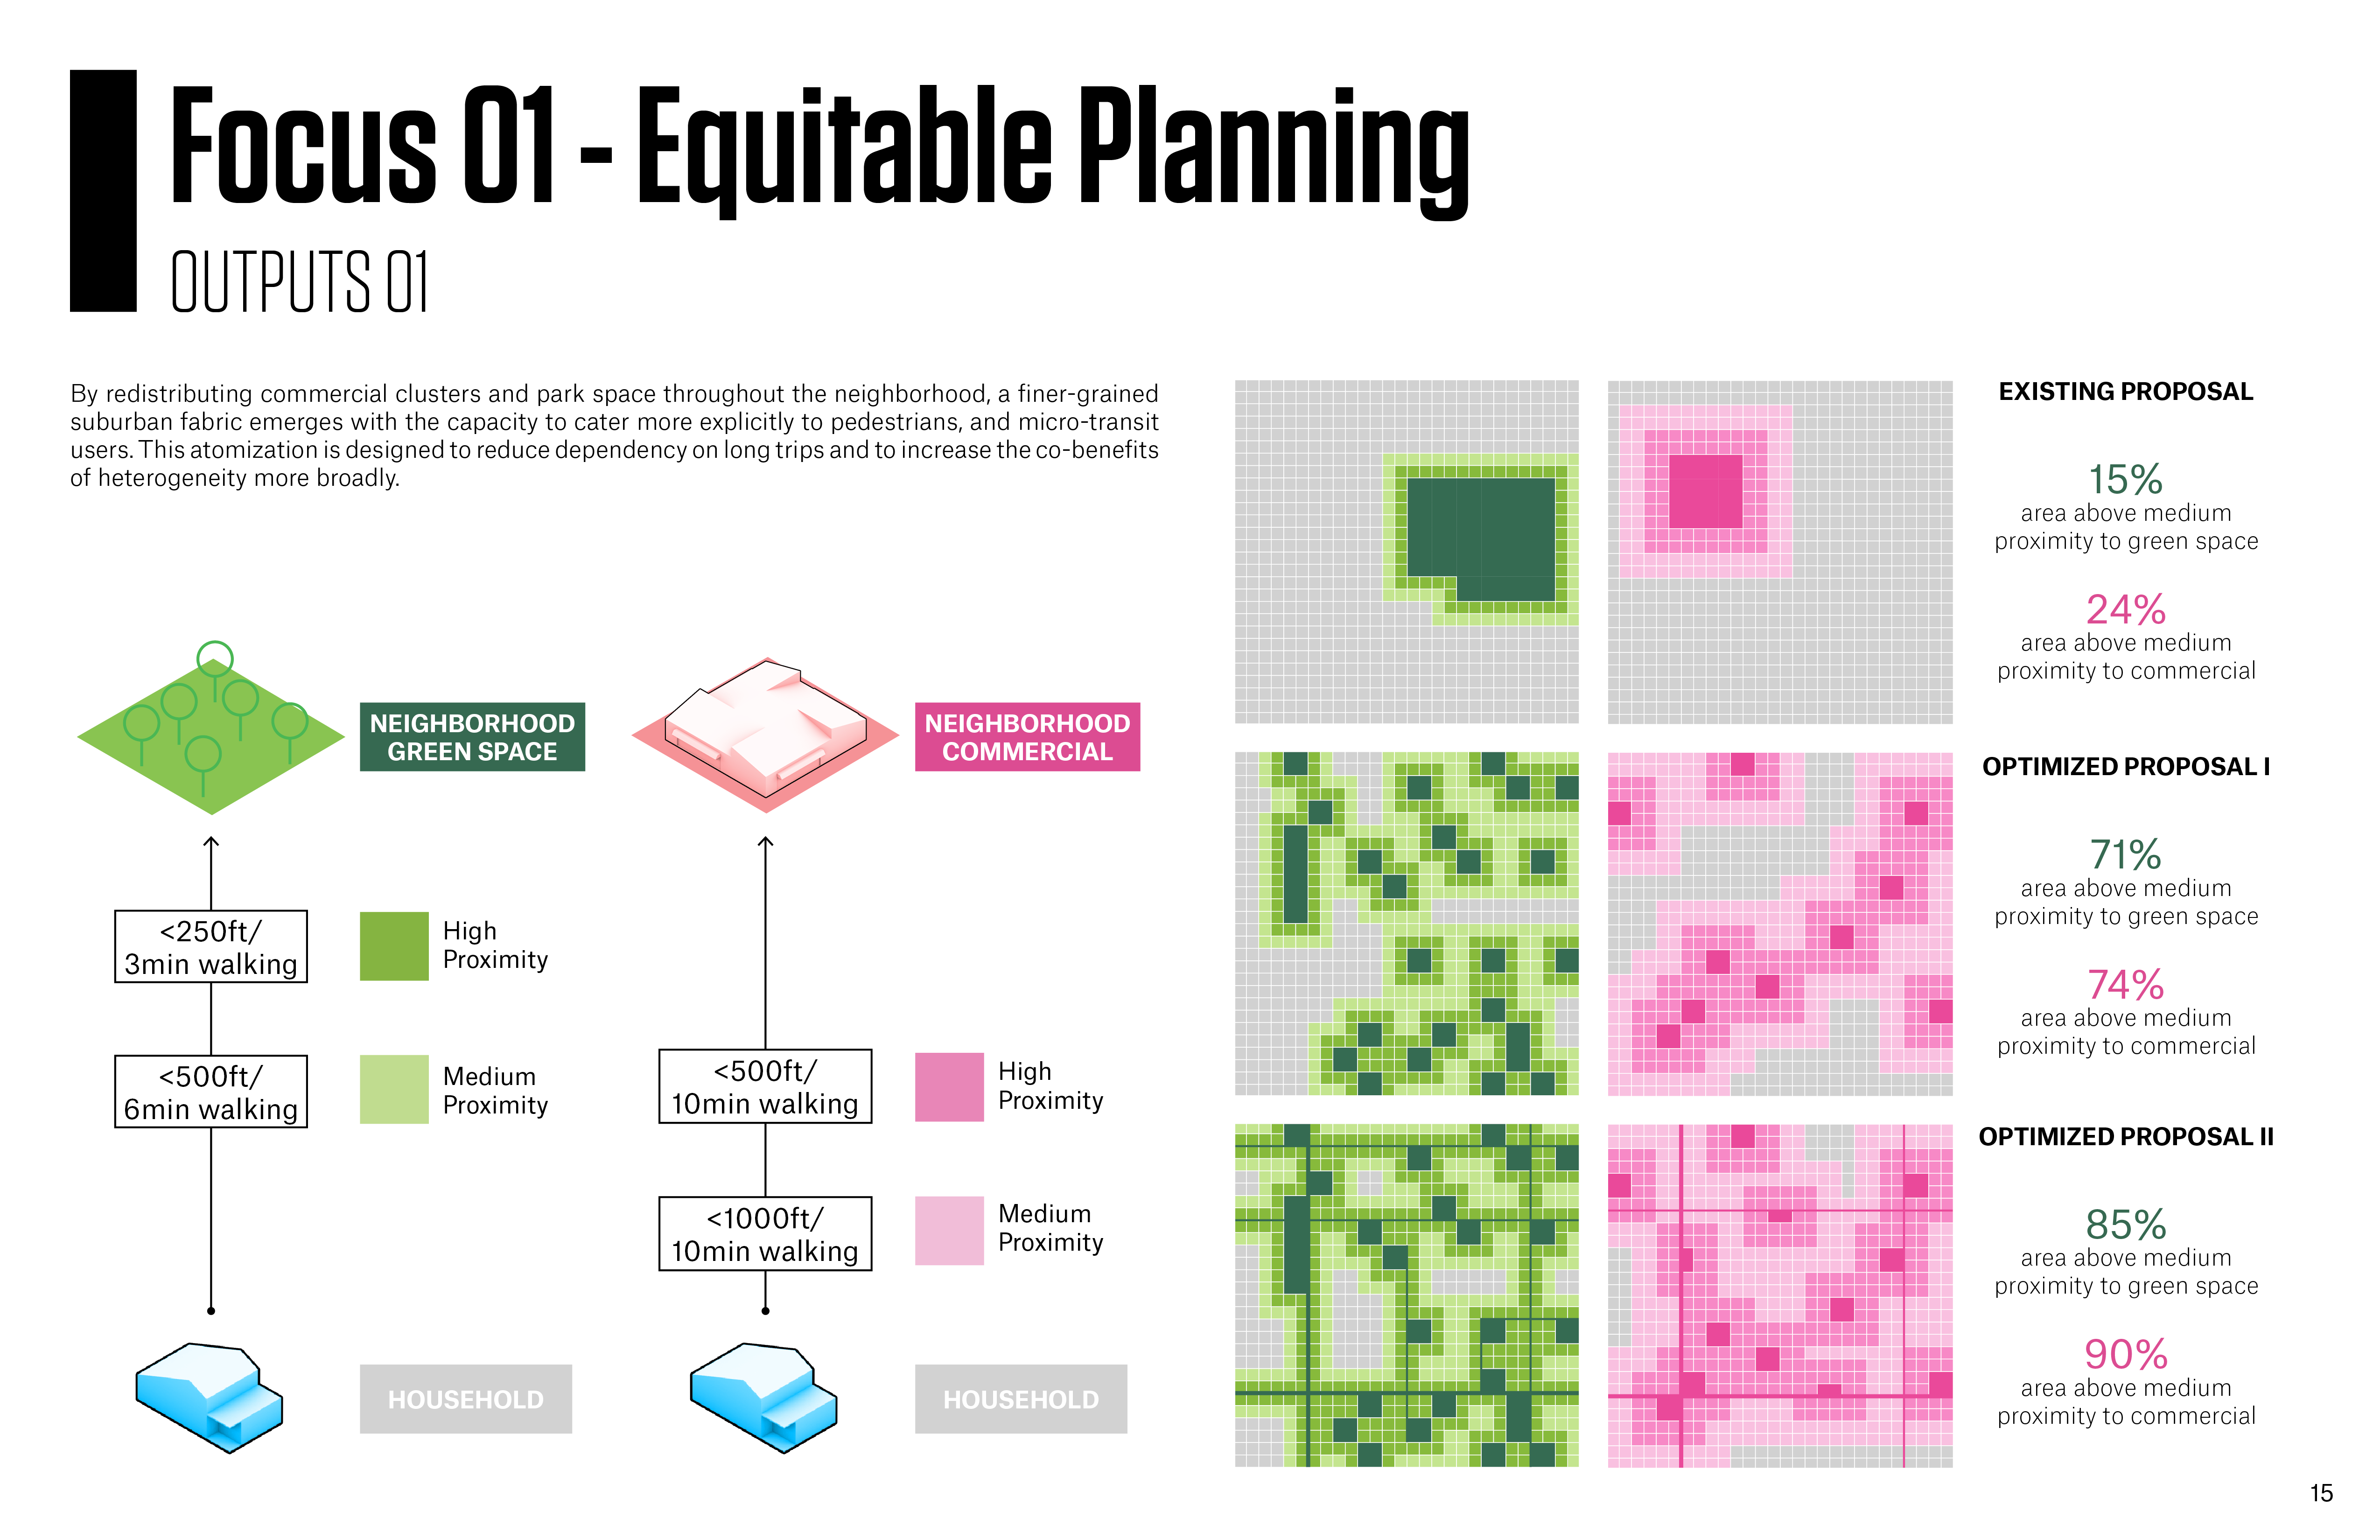 Focus 01 - Equitable Planning
OUTPUTS 01
By redistributing commercial clusters and park space throughout the neighborhood, a finer-grained
suburban fabric emerges with the capacity to cater more explicitly to pedestrians, and micro-transit
users. This atomization is designed to reduce dependency on long trips and to increase the co-benefits
of heterogeneity more broadly.
NEIGHBORHOOD
GREEN SPACE
<250ft/
3min walking
High
Proximity
<500ft/
6min walking
Medium
Proximity
HOUSEHOLD
NEIGHBORHOOD
COMMERCIAL
<500ft/
10min walking
High
Proximity
<1000ft/
10min walking
Medium
Proximity
HOUSEHOLD
EXISTING PROPOSAL
15%
area above medium
proximity to green space
24%
area above medium
proximity to commercial
OPTIMIZED PROPOSAL I
71%
area above medium
proximity to green space
74%
area above medium
proximity to commercial
OPTIMIZED PROPOSAL II
85%
area above medium
proximity to green space
90%
area above medium
proximity to commercial
15